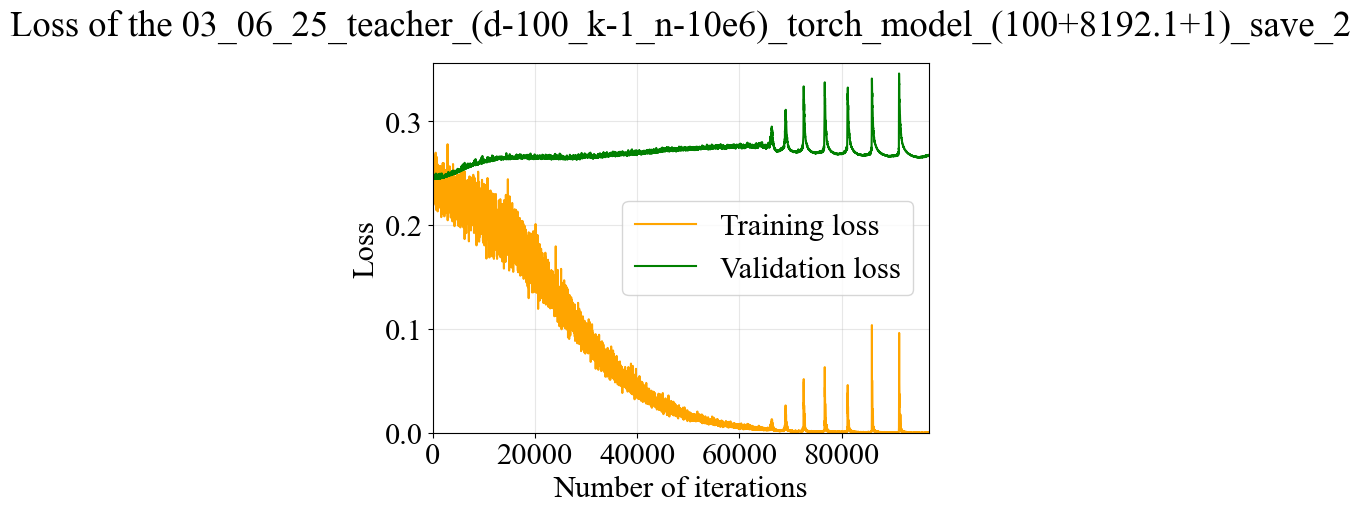 Loss of the 03_06_25_teacher_(d-100_k-1_n-10e6)_torch_model_(100+8192.1+1)_save_2
Loss
0.3
0.2
0.1
0.0
Training loss
Validation loss
0 20000 40000 60000 80000
Number of iterations